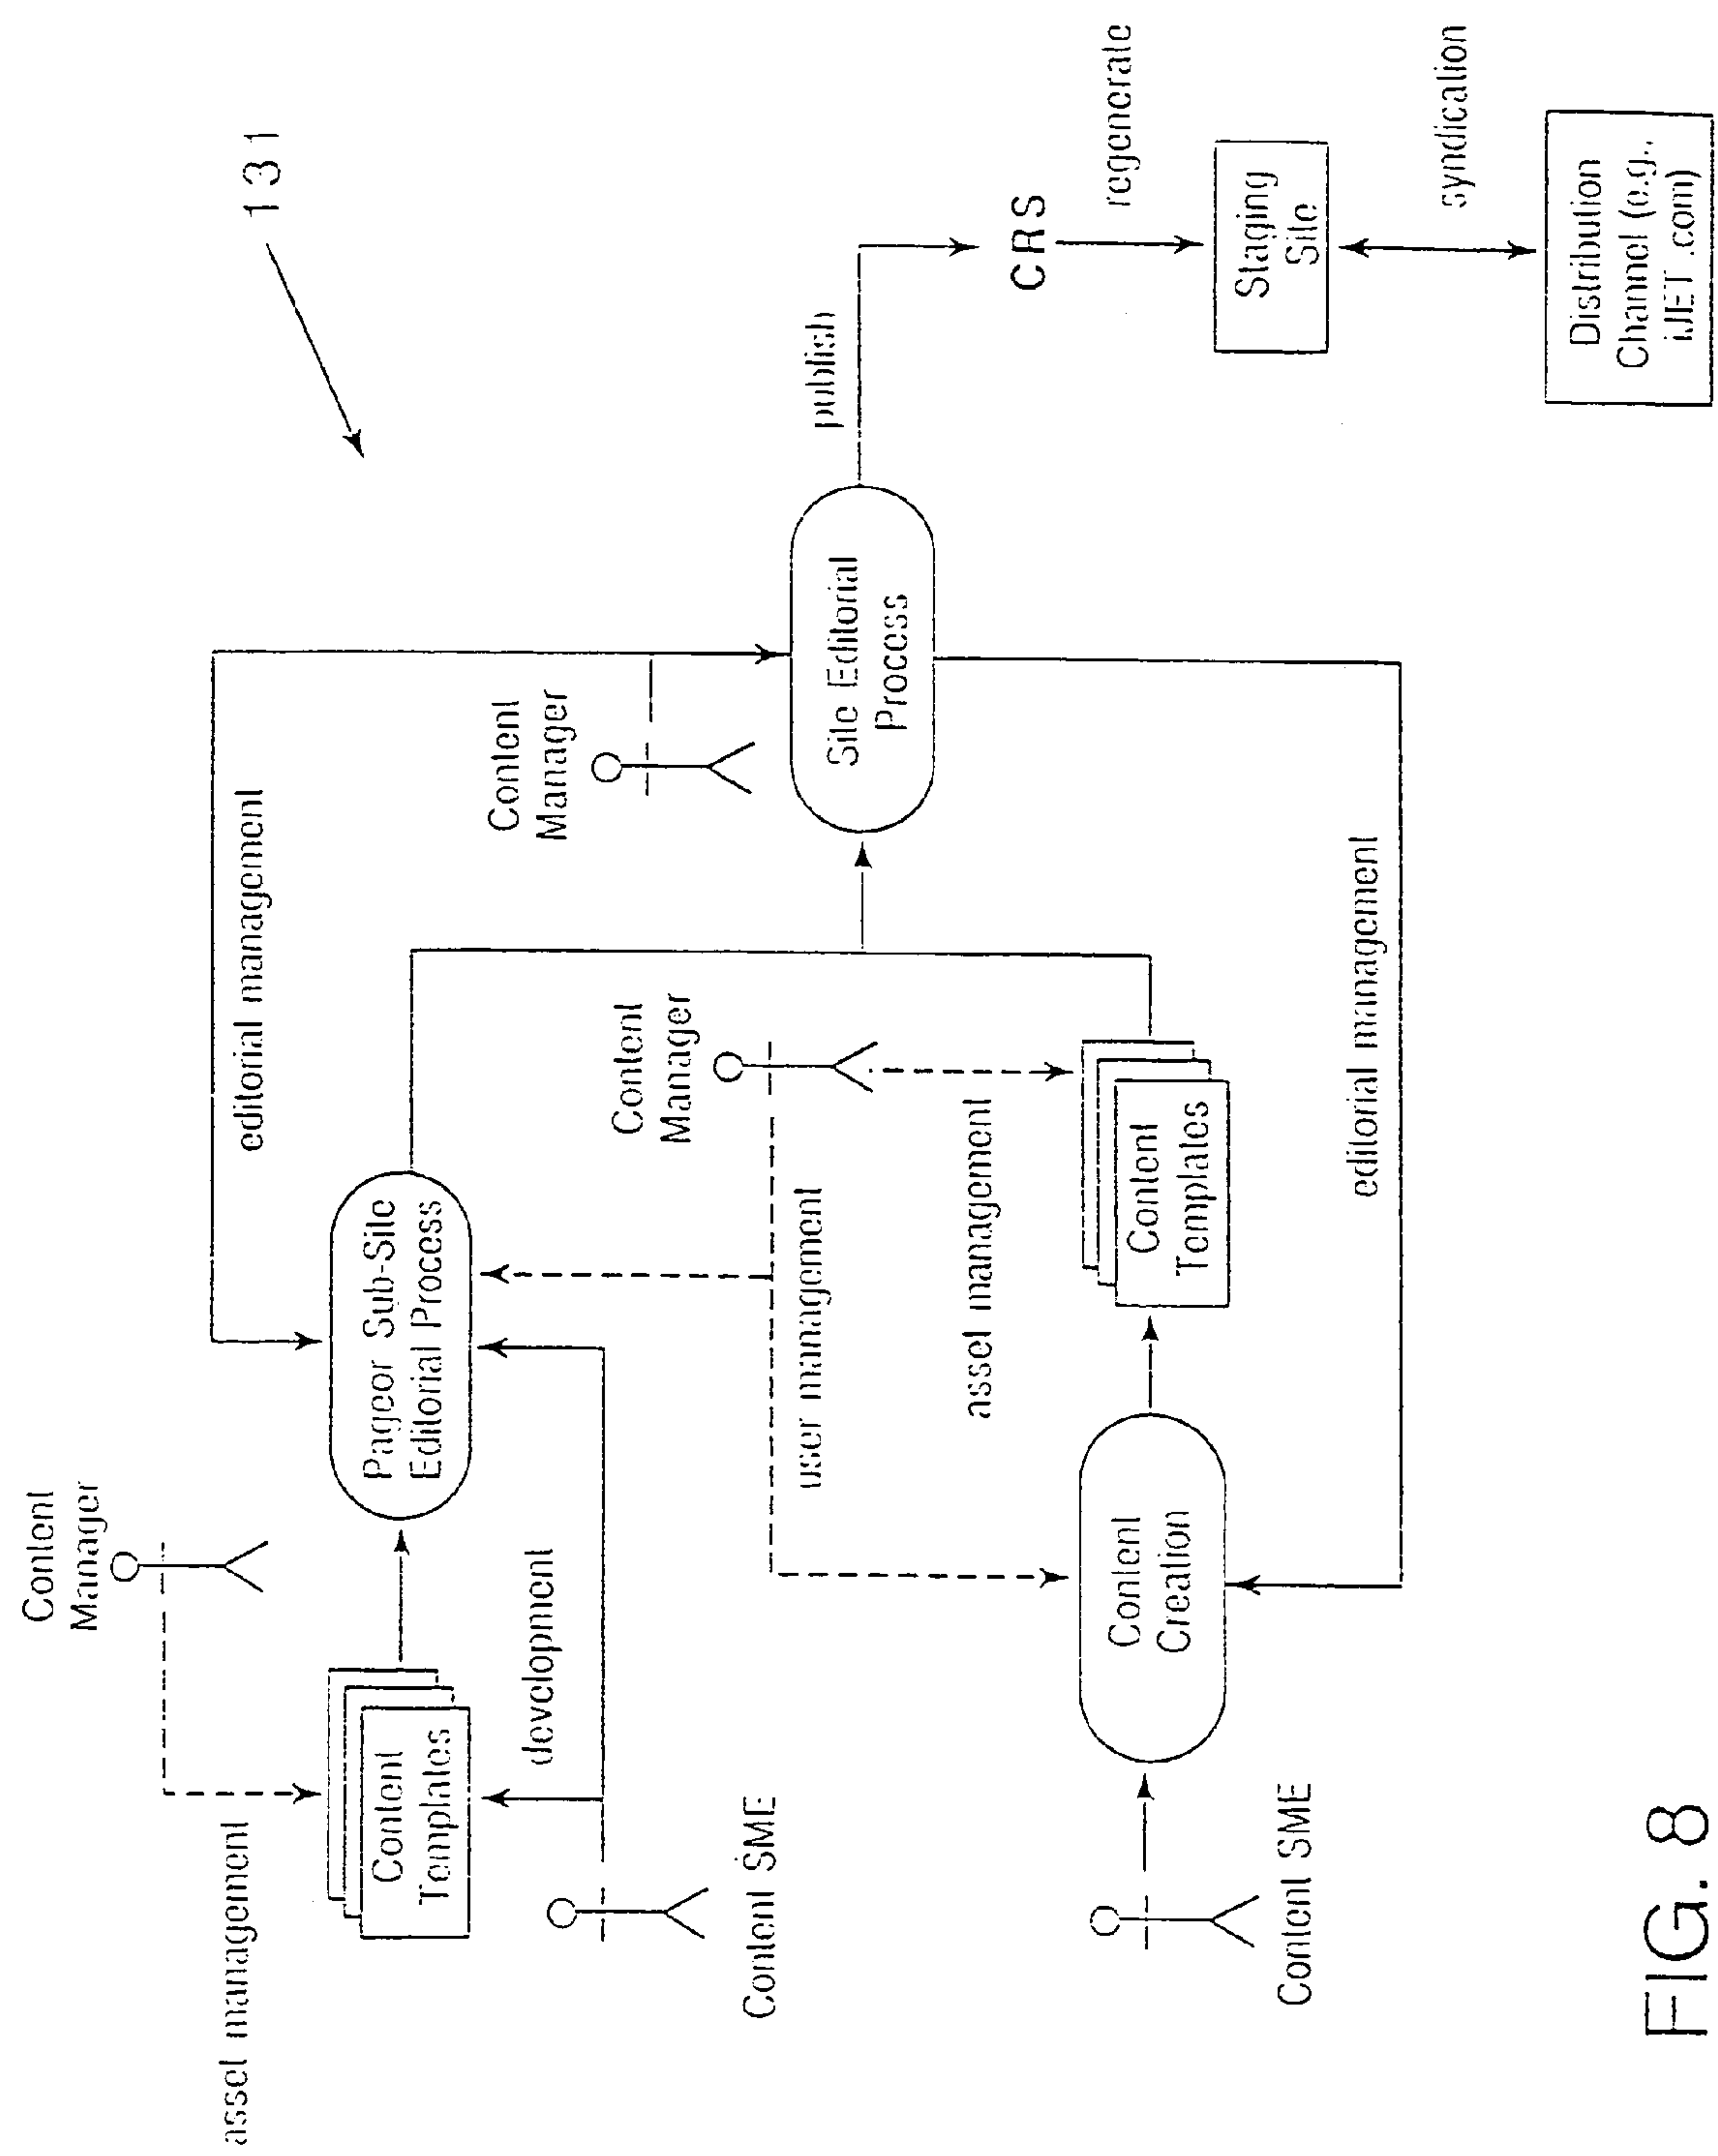 131
Content
Manager
asset management
Content
Templates
development
Content SME
Pageor Sub-Site
Editorial Process
editorial management
Content
Manager
user management
asset management
Content
Manager
Site Editorial
Process
publish
CRS
regenerate
Staging
Site
syndication
Distribution
Channel (e.g.,
iJET.com)
Content SME
Content
Creation
Content
Templates
editorial management
FIG. 8